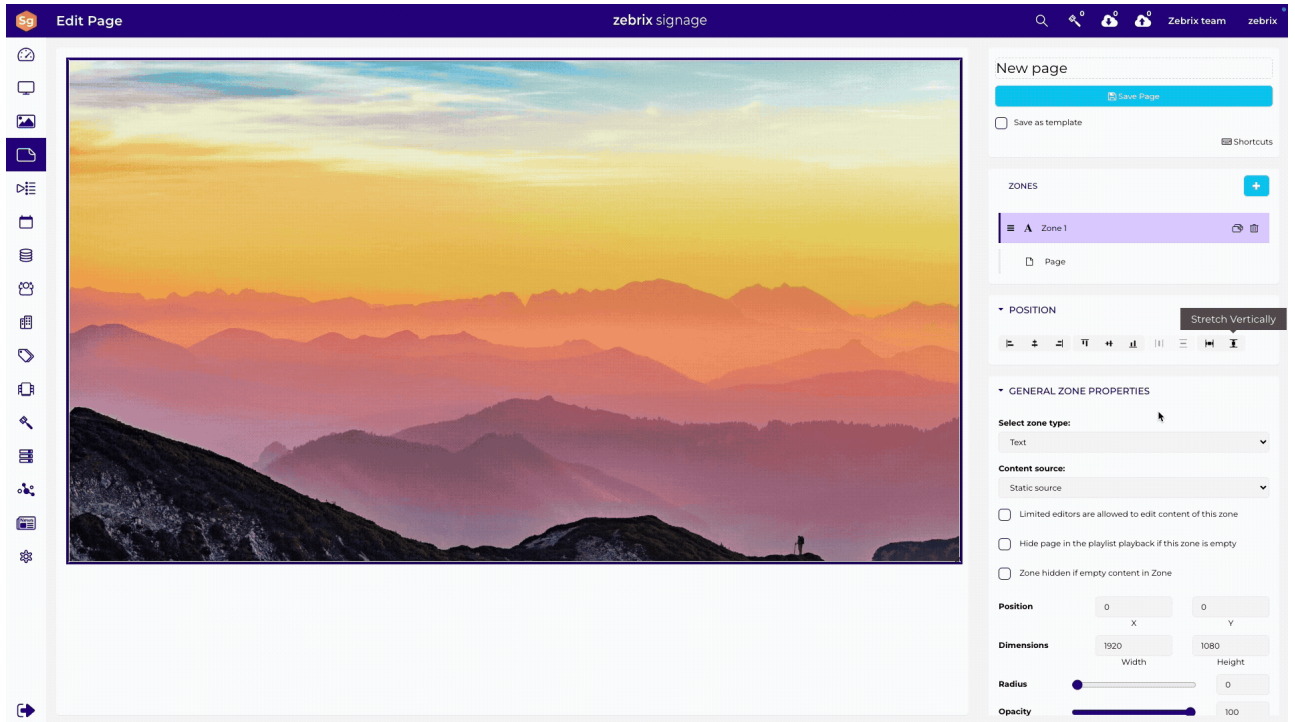 Sg Edit Page zebrix signage 0 0 0 Zebrix team zebrix
New page
Save Page
Save as template
Shortcuts
ZONES
A Zone 1
Page
POSITION
Stretch Vertically
GENERAL ZONE PROPERTIES
Select zone type:
Text
Content source:
Static source
Limited editors are allowed to edit content of this zone
Hide page in the playlist playback if this zone is empty
Zone hidden if empty content in Zone
Position 0 0
X Y
Dimensions 1920 1080
Width Height
Radius 0
Opacity 100